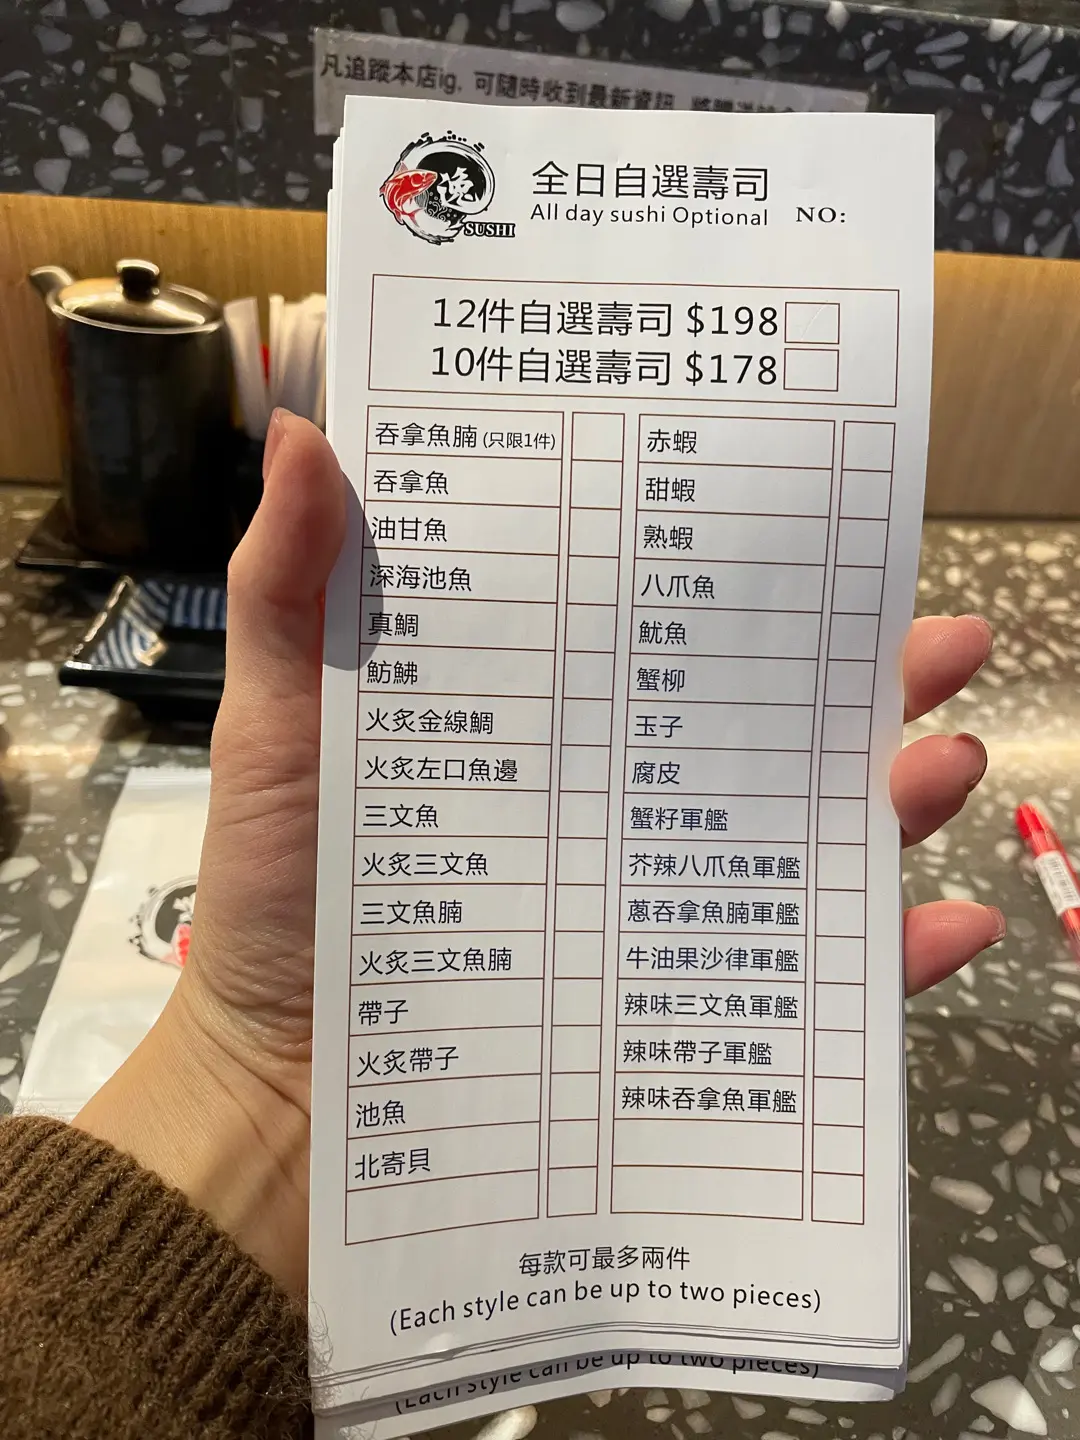 凡追蹤本店ig, 可隨時收到最新資訊
漁
SUSHI
全日自選壽司
All day sushi Optional NO:
12件自選壽司 $198
10件自選壽司 $178
吞拿魚腩 (只限1件)
吞拿魚
油甘魚
深海池魚
真鯛
魴鮄
火炙金線鯛
火炙左口魚邊
三文魚
火炙三文魚
三文魚腩
火炙三文魚腩
帶子
火炙帶子
池魚
北寄貝
赤蝦
甜蝦
熟蝦
八爪魚
魷魚
蟹柳
玉子
腐皮
蟹籽軍艦
芥辣八爪魚軍艦
蔥吞拿魚腩軍艦
牛油果沙律軍艦
辣味三文魚軍艦
辣味帶子軍艦
辣味吞拿魚軍艦
每款可最多兩件
(Each style can be up to two pieces)
(Each style can be up to two pieces)